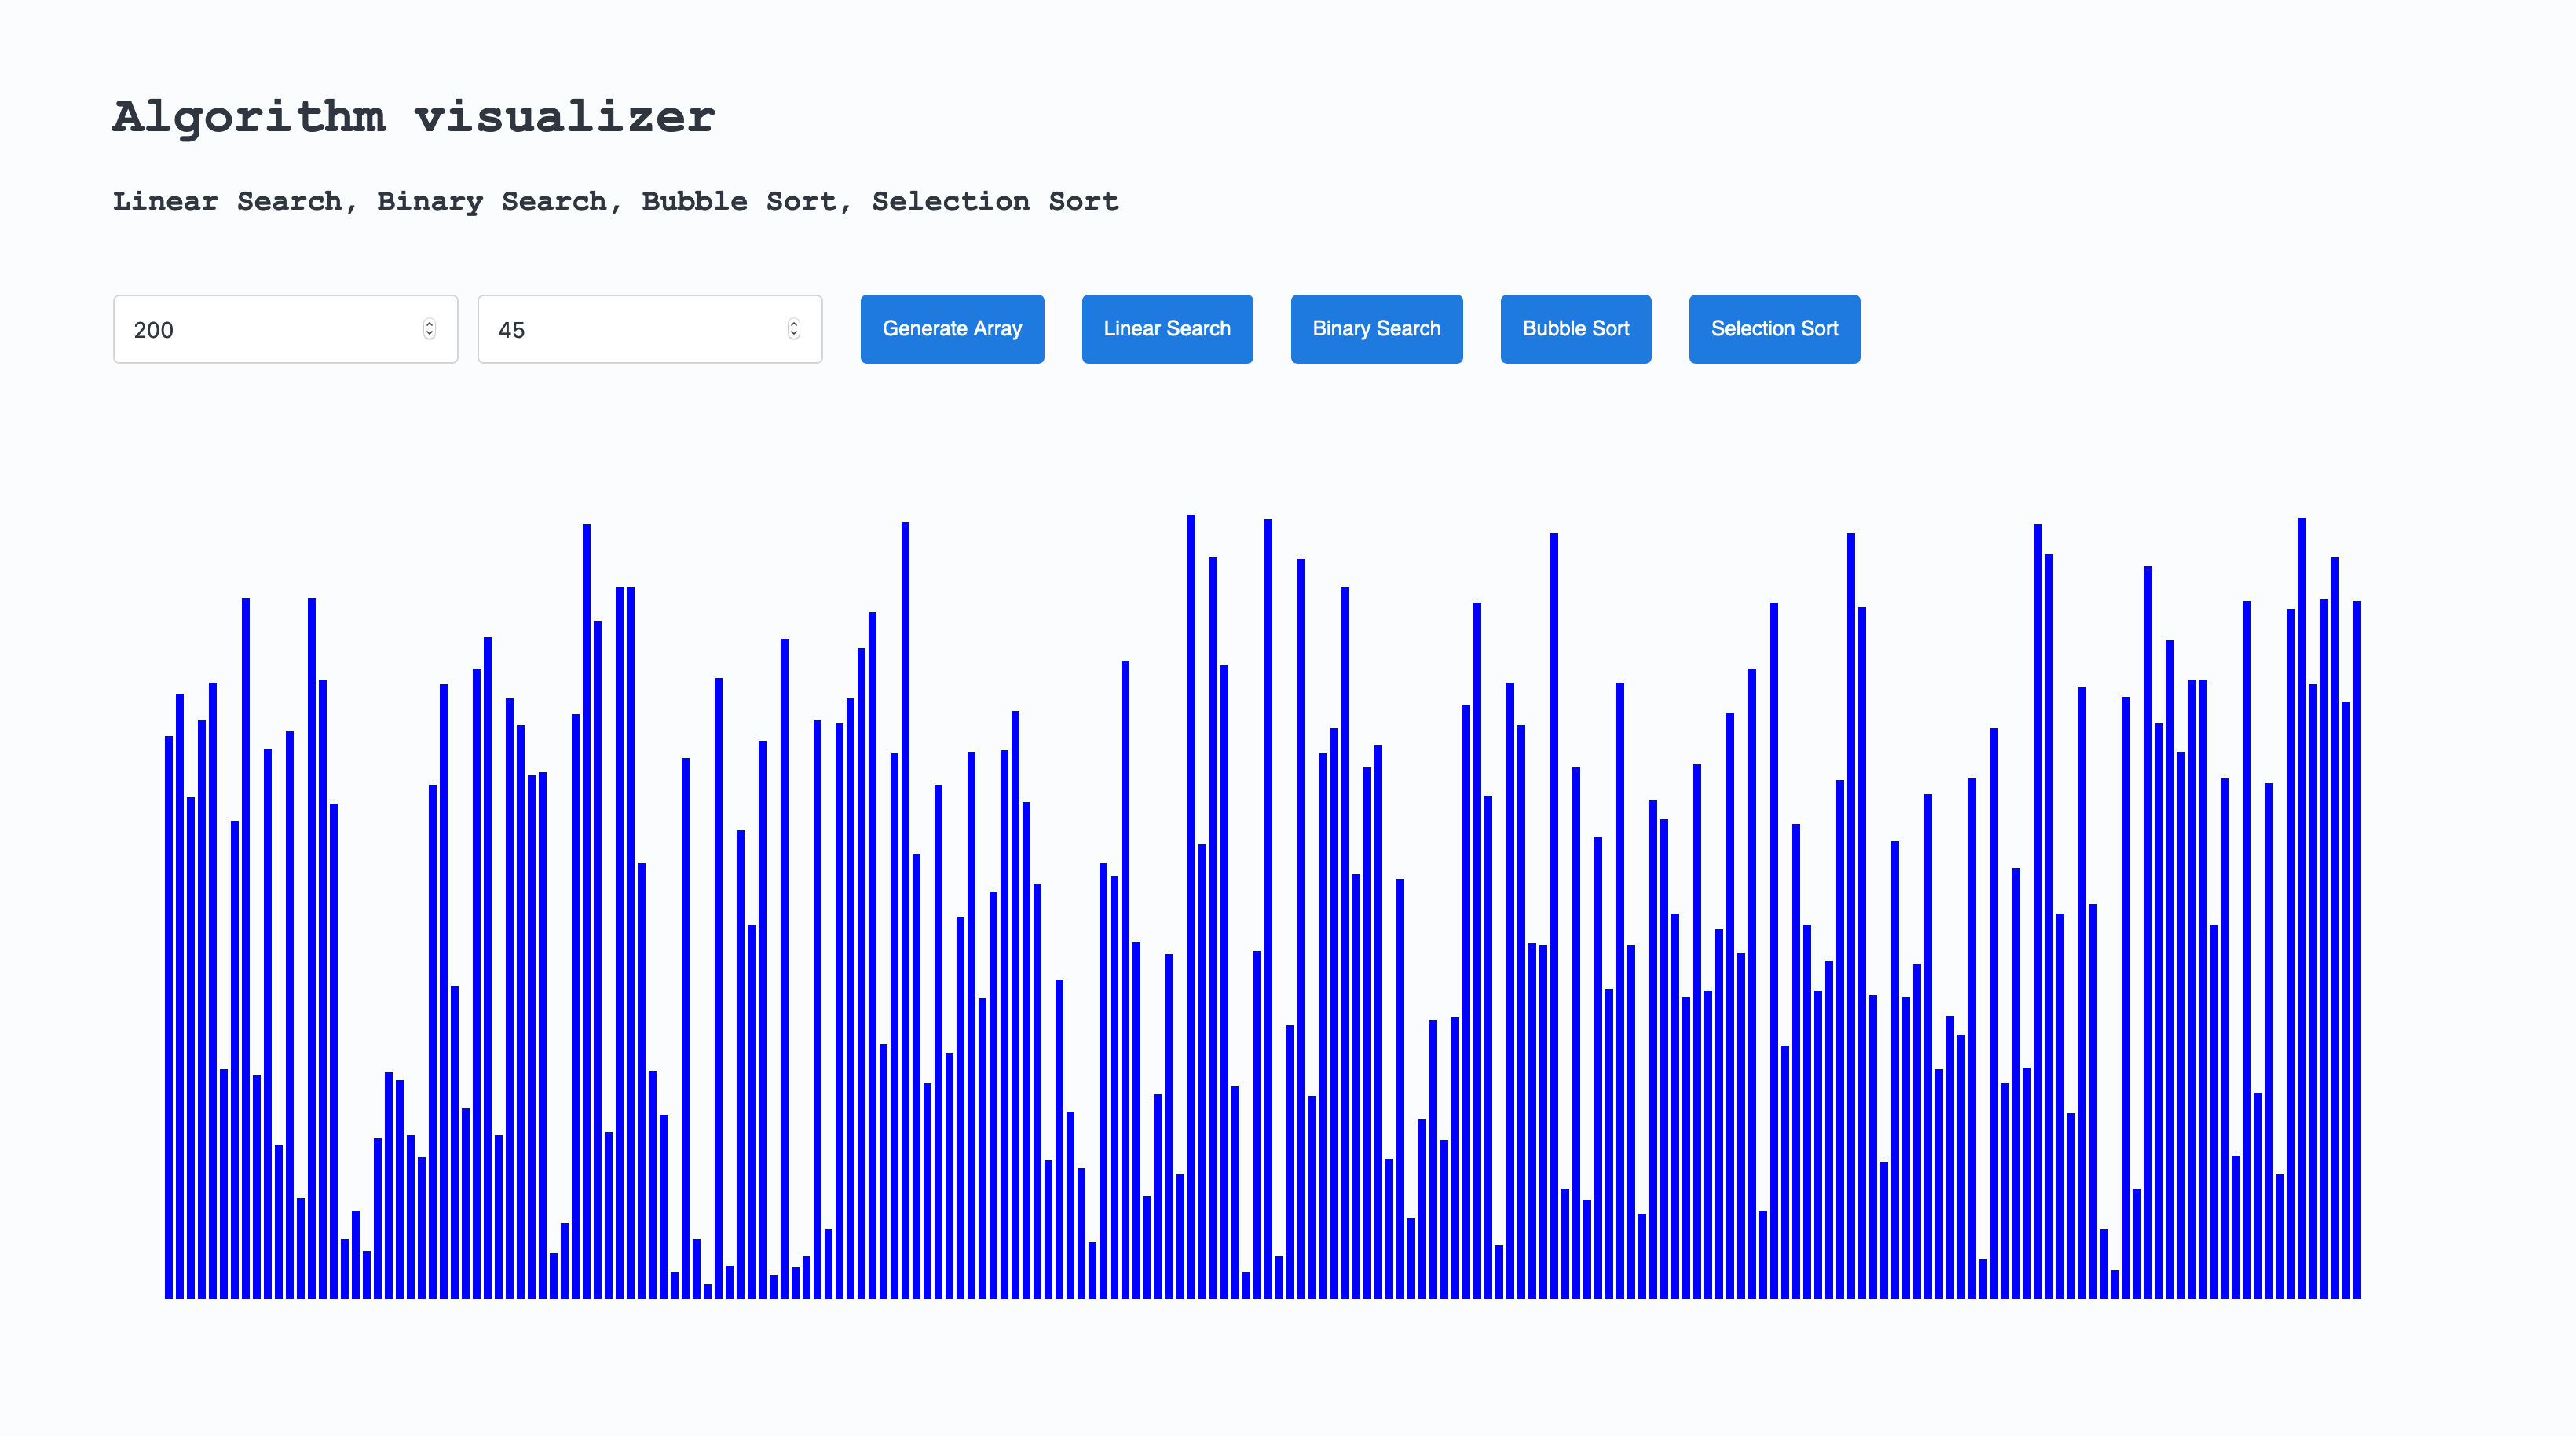 Algorithm visualizer
Linear Search, Binary Search, Bubble Sort, Selection Sort
200 45 Generate Array Linear Search Binary Search Bubble Sort Selection Sort